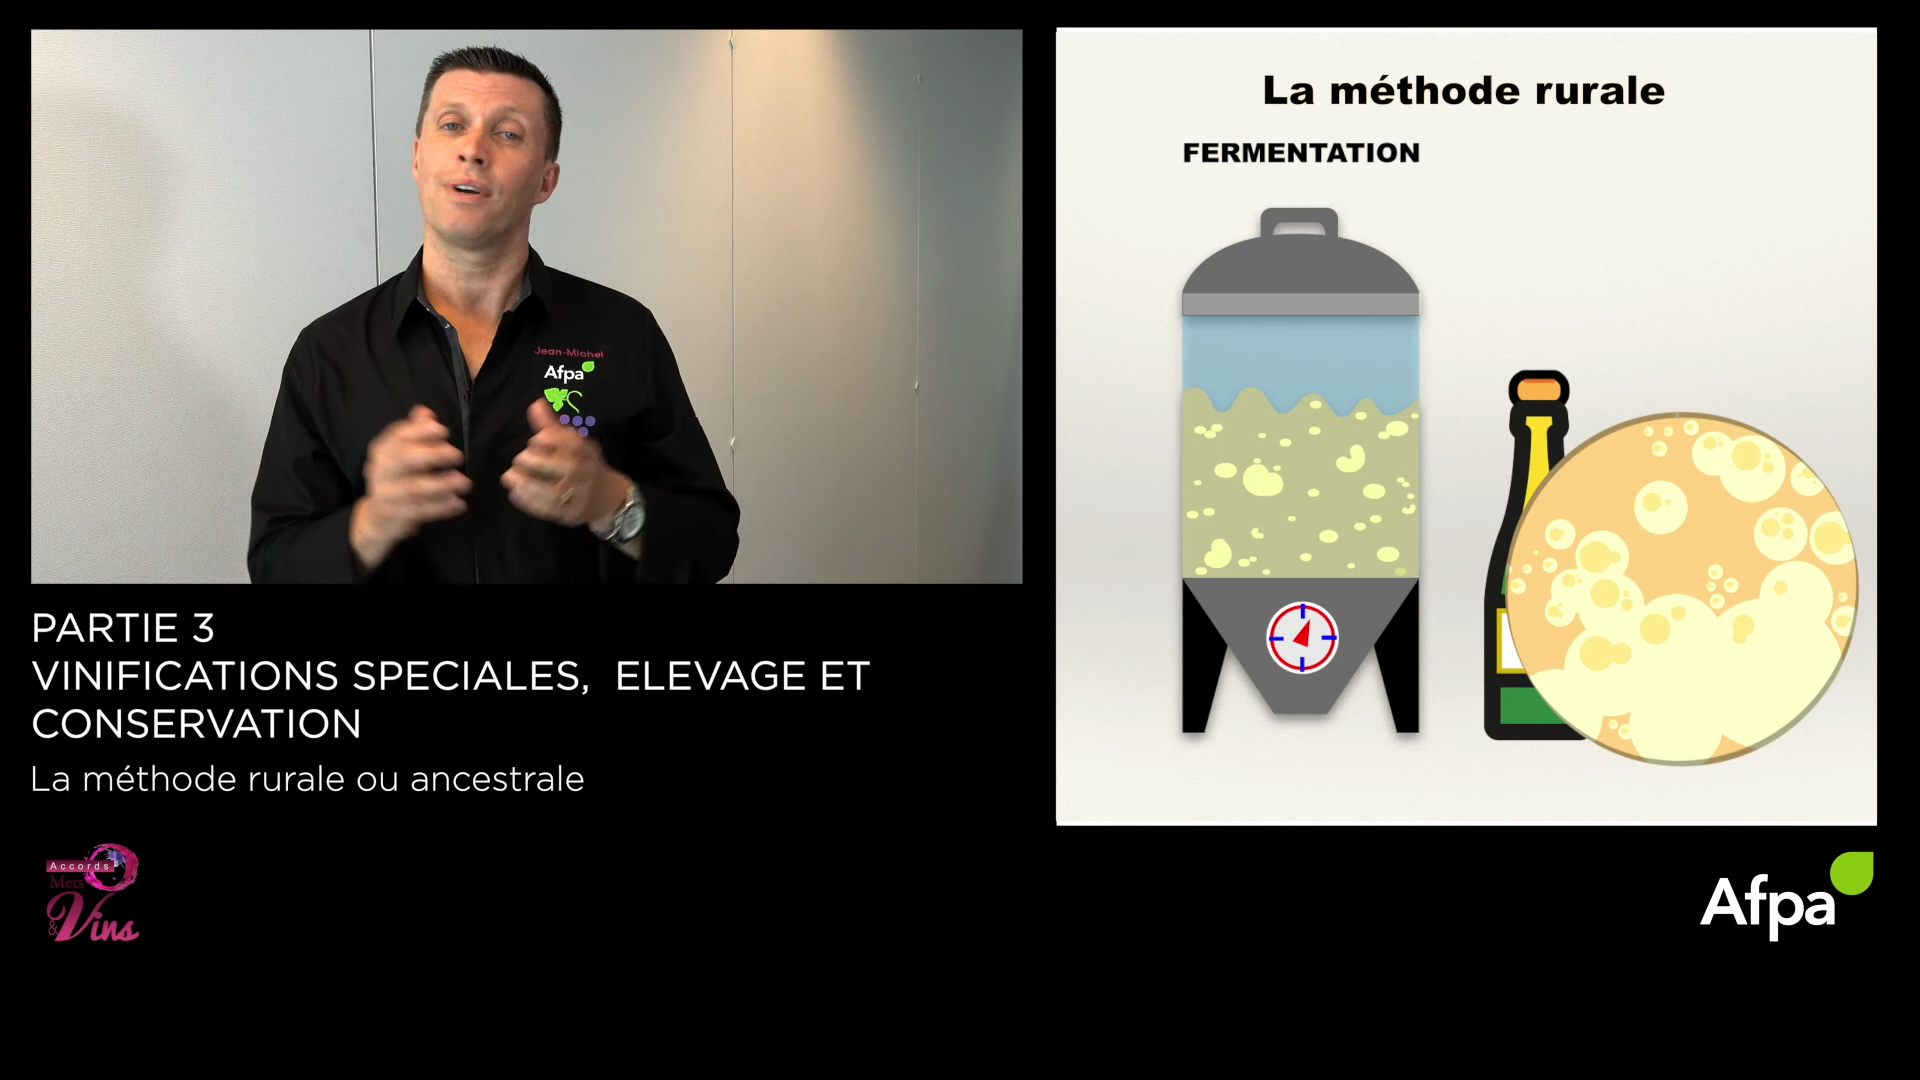 La méthode rurale
FERMENTATION
Jean-Michel
Afpa
PARTIE 3
VINIFICATIONS SPECIALES,  ELEVAGE ET
CONSERVATION
La méthode rurale ou ancestrale
Accords
Mets
& Vins
Afpa